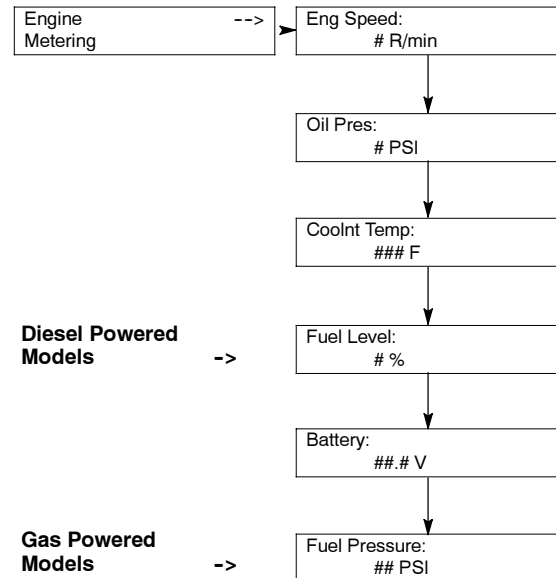 Engine -->
Metering
Eng Speed:
# R/min
Oil Pres:
# PSI
Coolnt Temp:
### F
Diesel Powered
Models ->
Fuel Level:
# %
Battery:
##.# V
Gas Powered
Models ->
Fuel Pressure:
## PSI